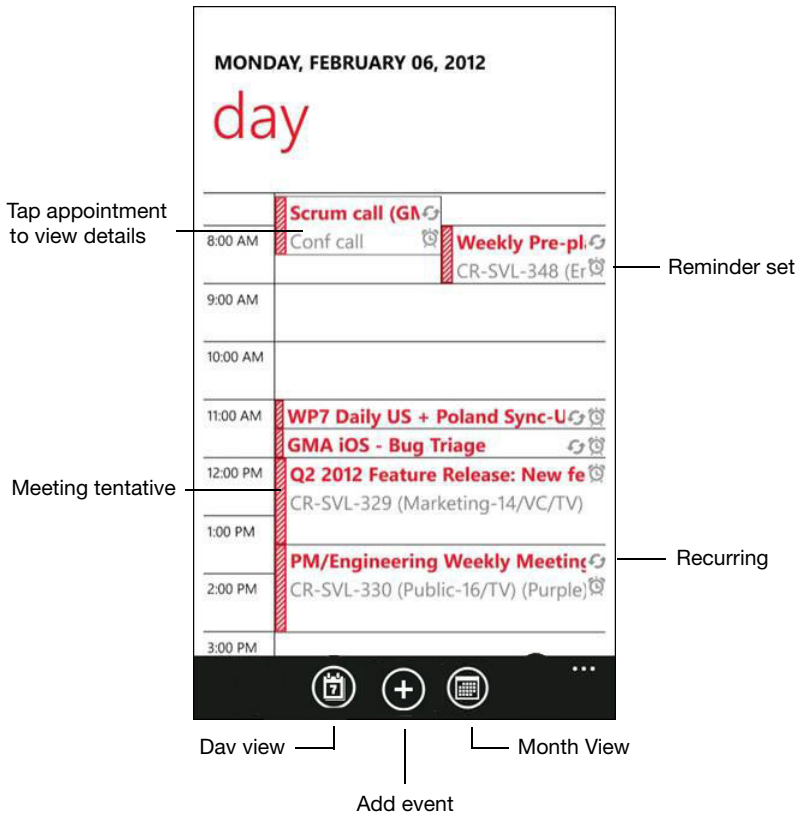 MONDAY, FEBRUARY 06, 2012
day
Tap appointment
to view details
Scrum call (GM
8:00 AM
Conf call
Weekly Pre-pl
CR-SVL-348 (Er
Reminder set
9:00 AM
10:00 AM
11:00 AM
WP7 Daily US + Poland Sync-U
GMA iOS - Bug Triage
12:00 PM
Q2 2012 Feature Release: New fe
Meeting tentative
CR-SVL-329 (Marketing-14/VC/TV)
1:00 PM
PM/Engineering Weekly Meeting
Recurring
2:00 PM
CR-SVL-330 (Public-16/TV) (Purple)
3:00 PM
7
Dav view
Month View
Add event